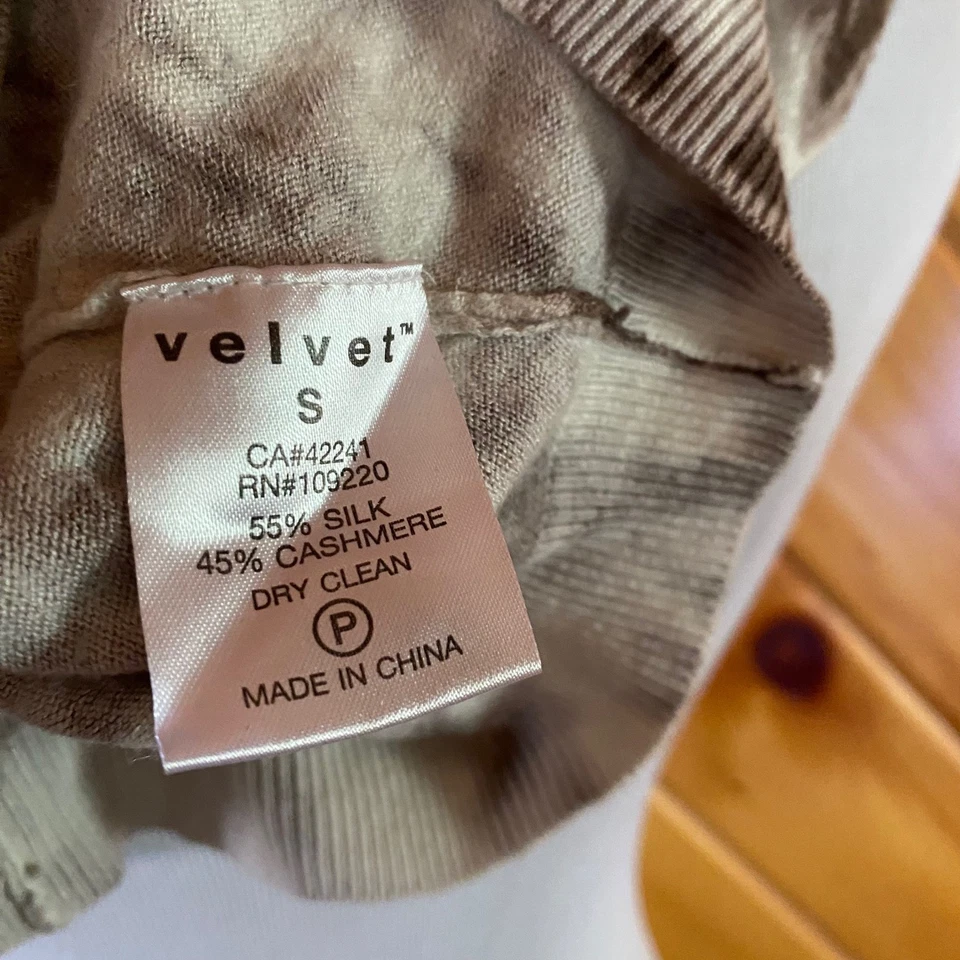 velvet™
S
CA#42241
RN#109220
55% SILK
45% CASHMERE
DRY CLEAN
P
MADE IN CHINA